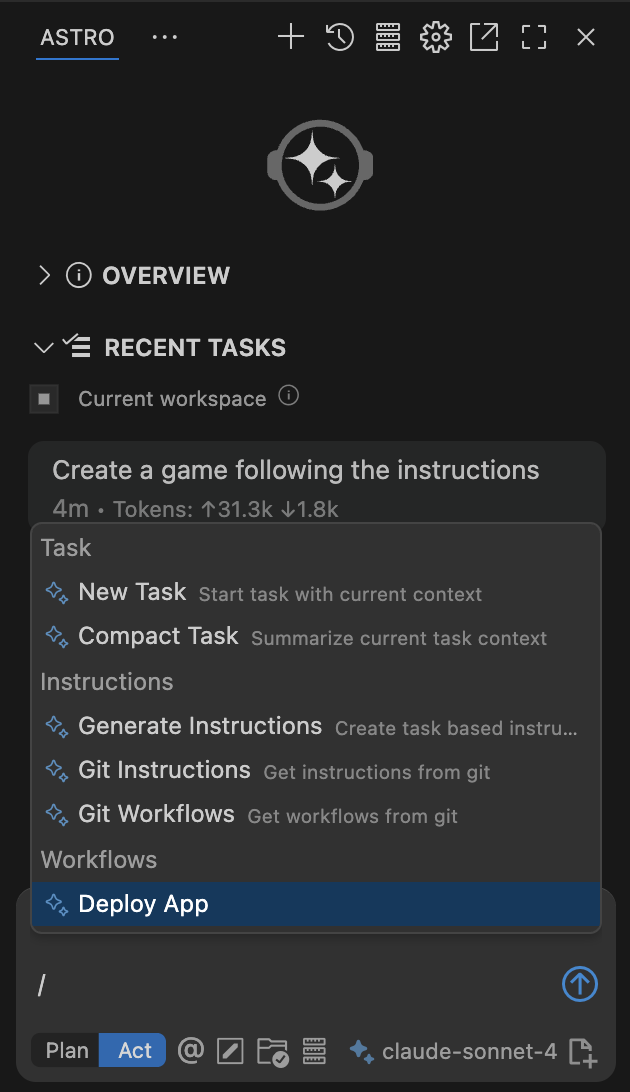 ASTRO ···
OVERVIEW
RECENT TASKS
Current workspace
Create a game following the instructions
4m • Tokens: ↑31.3k ↓1.8k
Task
New Task Start task with current context
Compact Task Summarize current task context
Instructions
Generate Instructions Create task based instru...
Git Instructions Get instructions from git
Git Workflows Get workflows from git
Workflows
Deploy App
/
Plan Act @ claude-sonnet-4